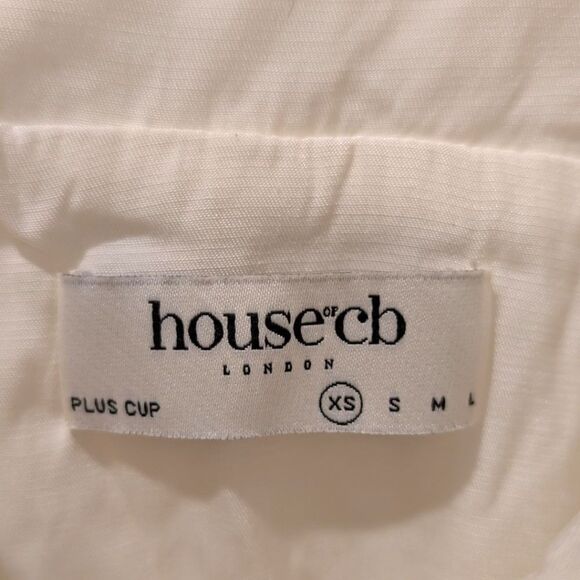 house OF cb
LONDON
PLUS CUP XS S M L